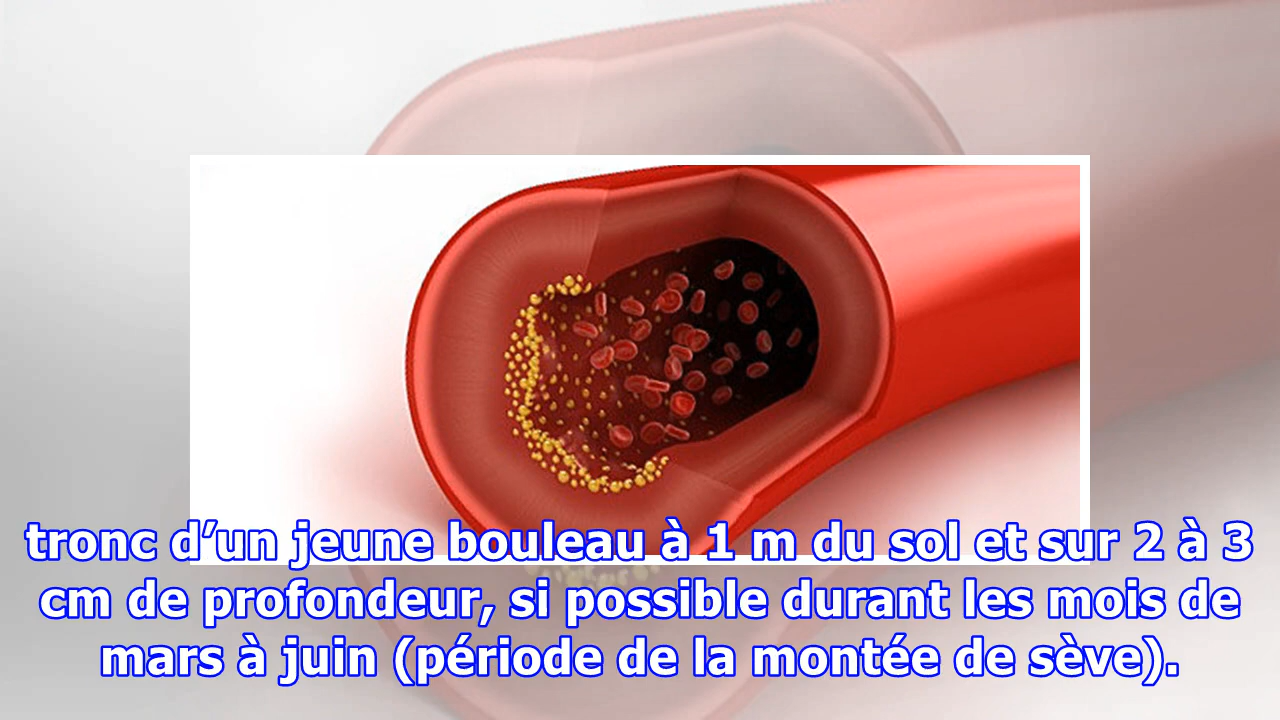 tronc d’un jeune bouleau à 1 m du sol et sur 2 à 3
cm de profondeur, si possible durant les mois de
mars à juin (période de la montée de sève).